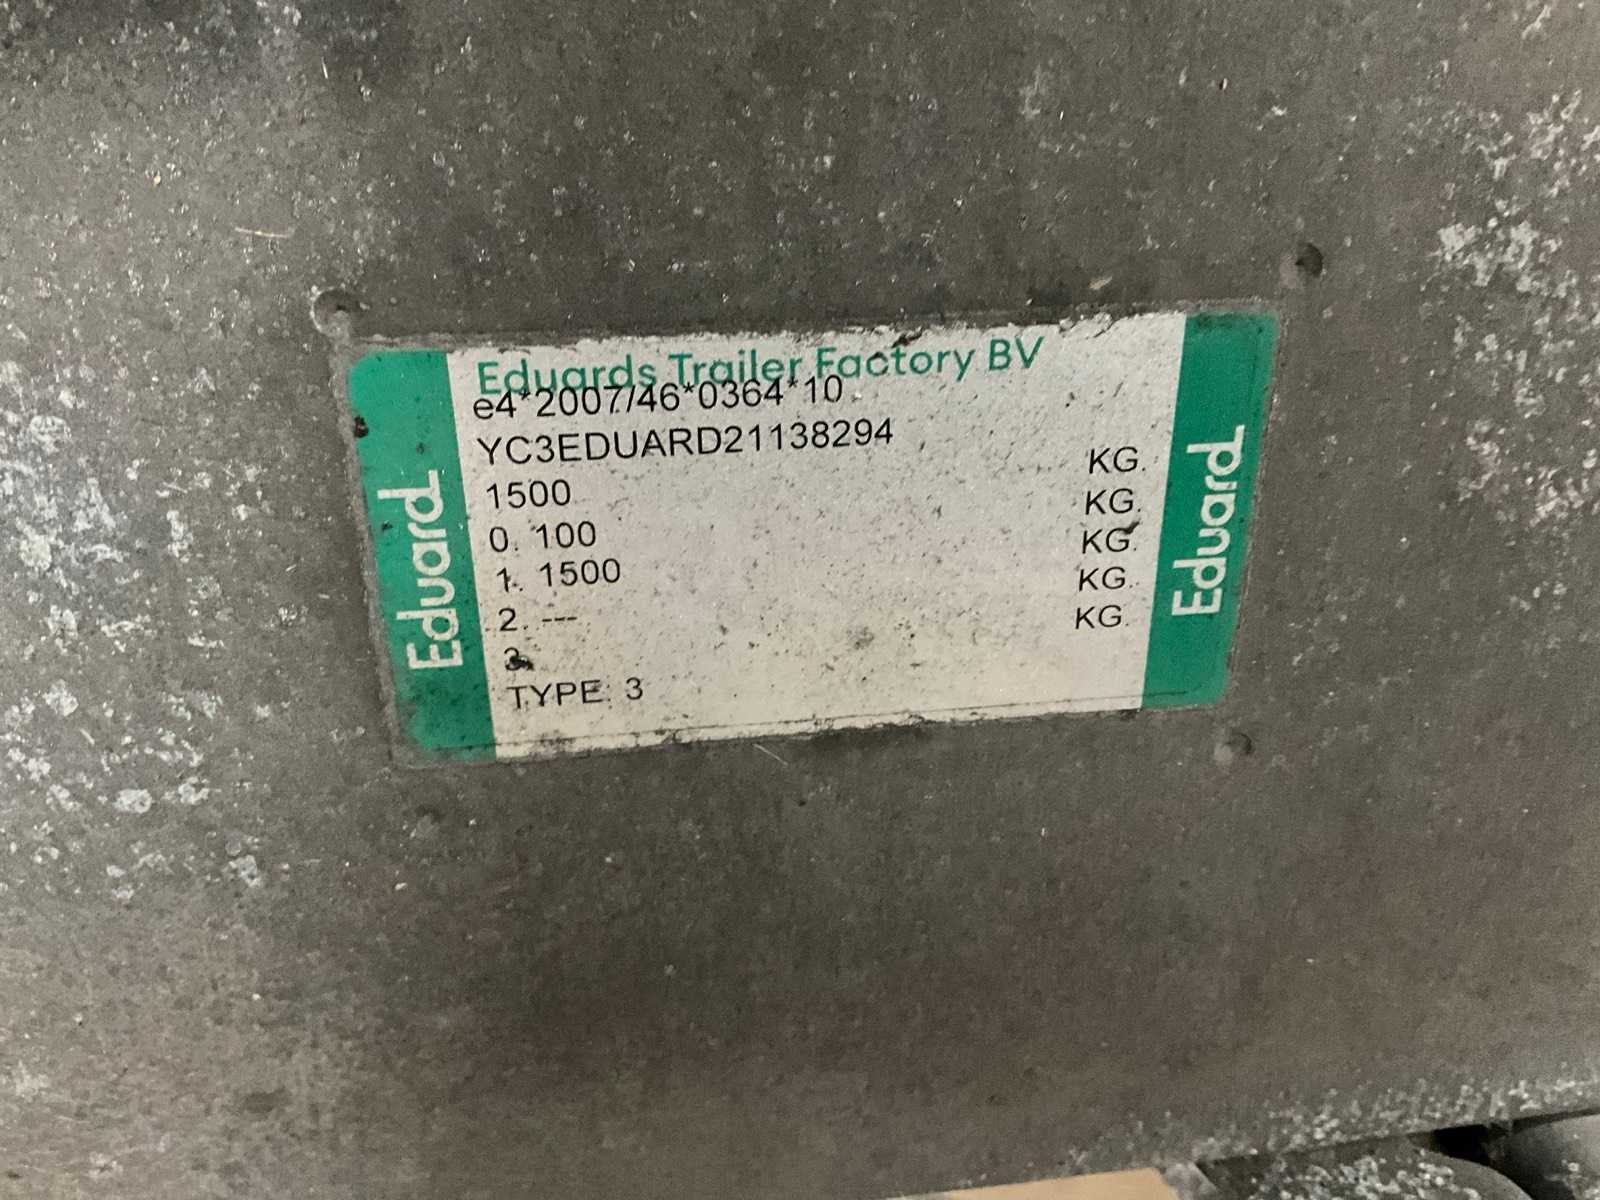 Eduards Trailer Factory BV
e4*2007/46*0364*10
YC3EDUARD21138294
1500 KG.
0. 100 KG.
1. 1500 KG.
2. --- KG.
3. KG.
TYPE: 3
Eduard
Eduard